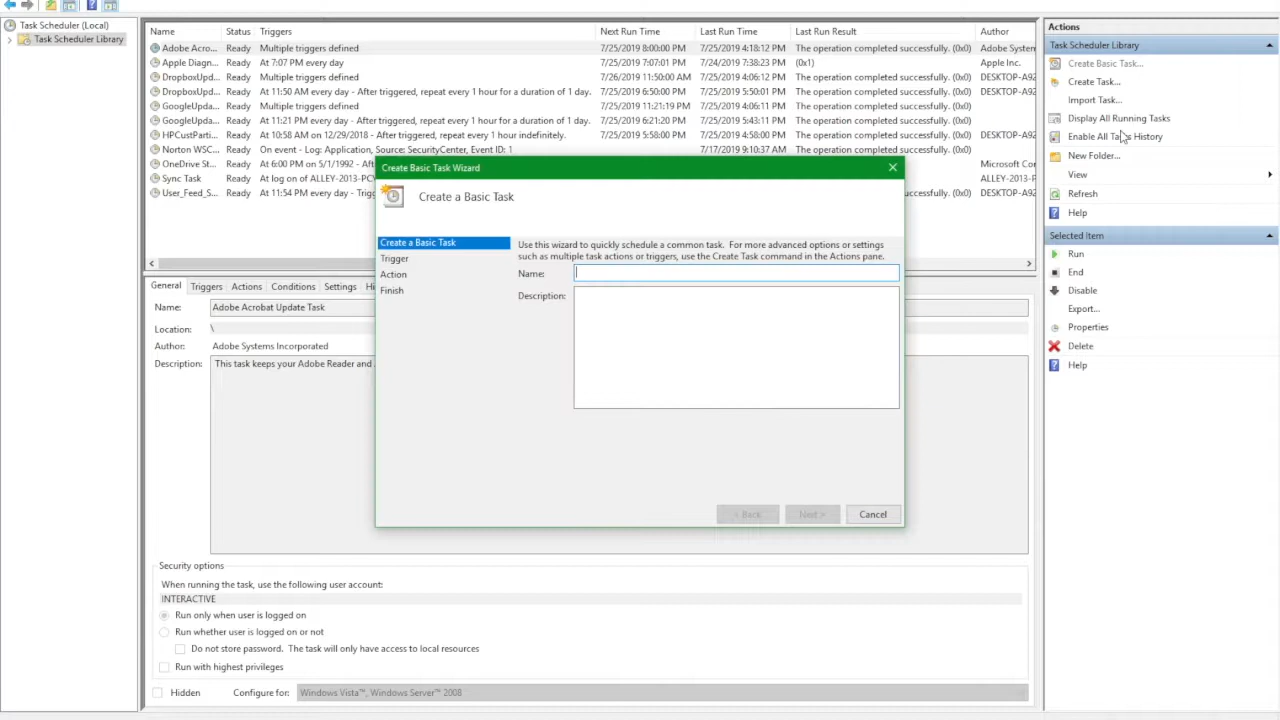 Task Scheduler (Local)
Task Scheduler Library
Name Status Triggers Next Run Time Last Run Time Last Run Result Author
Adobe Acro... Ready Multiple triggers defined 7/25/2019 8:00:00 PM 7/25/2019 4:18:12 PM The operation completed successfully. (0x0) Adobe System
Apple Diagn... Ready At 7:07 PM every day 7/25/2019 7:07:01 PM 7/24/2019 7:38:23 PM (0x1) Apple Inc.
DropboxUpd... Ready Multiple triggers defined 7/26/2019 11:50:00 AM 7/25/2019 4:06:12 PM The operation completed successfully. (0x0) DESKTOP-A92
DropboxUpd... Ready At 11:50 AM every day - After triggered, repeat every 1 hour for a duration of 1 day. 7/25/2019 6:50:00 PM 7/25/2019 5:50:01 PM The operation completed successfully. (0x0) DESKTOP-A92
GoogleUpda... Ready Multiple triggers defined 7/25/2019 11:21:19 PM 7/25/2019 4:06:11 PM The operation completed successfully. (0x0)
GoogleUpda... Ready At 11:21 PM every day - After triggered, repeat every 1 hour for a duration of 1 day. 7/25/2019 6:21:20 PM 7/25/2019 5:43:11 PM The operation completed successfully. (0x0)
HPCustParti... Ready At 10:58 AM on 12/29/2018 - After triggered, repeat every 1 hour indefinitely. 7/25/2019 5:58:00 PM 7/25/2019 4:58:00 PM The operation completed successfully. (0x0) DESKTOP-A92
Norton WSC... Ready On event - Log: Application, Source: SecurityCenter, Event ID: 1 7/17/2019 9:10:37 AM The operation completed successfully. (0x0)
OneDrive St... Ready At 6:00 PM on 5/1/1992 - Af Microsoft Co
Sync Task Ready At log on of ALLEY-2013-PC\ ALLEY-2013-P
User_Feed_S... Ready At 11:54 PM every day - Trig ccessfully. (0x0) DESKTOP-A92
General Triggers Actions Conditions Settings Hi
Name: Adobe Acrobat Update Task
Location: \
Author: Adobe Systems Incorporated
Description: This task keeps your Adobe Reader and
Security options
When running the task, use the following user account:
INTERACTIVE
Run only when user is logged on
Run whether user is logged on or not
Do not store password. The task will only have access to local resources
Run with highest privileges
Hidden Configure for: Windows Vista™, Windows Server™ 2008
Create Basic Task Wizard
Create a Basic Task
Create a Basic Task
Trigger
Action
Finish
Use this wizard to quickly schedule a common task. For more advanced options or settings
such as multiple task actions or triggers, use the Create Task command in the Actions pane.
Name:
Description:
< Back Next > Cancel
Actions
Task Scheduler Library
Create Basic Task...
Create Task...
Import Task...
Display All Running Tasks
Enable All Tasks History
New Folder...
View
Refresh
Help
Selected Item
Run
End
Disable
Export...
Properties
Delete
Help